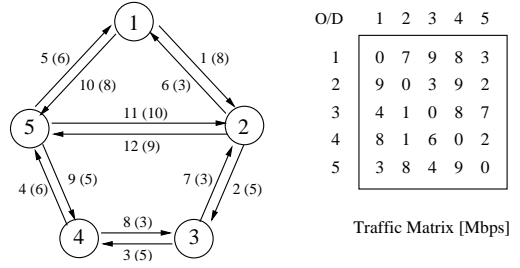 1
5 (6)
1 (8)
10 (8)
6 (3)
11 (10)
5
2
12 (9)
9 (5)
7 (3)
4 (6)
2 (5)
8 (3)
4
3
3 (5)
O/D 1 2 3 4 5
1 0 7 9 8 3
2 9 0 3 9 2
3 4 1 0 8 7
4 8 1 6 0 2
5 3 8 4 9 0
Traffic Matrix [Mbps]